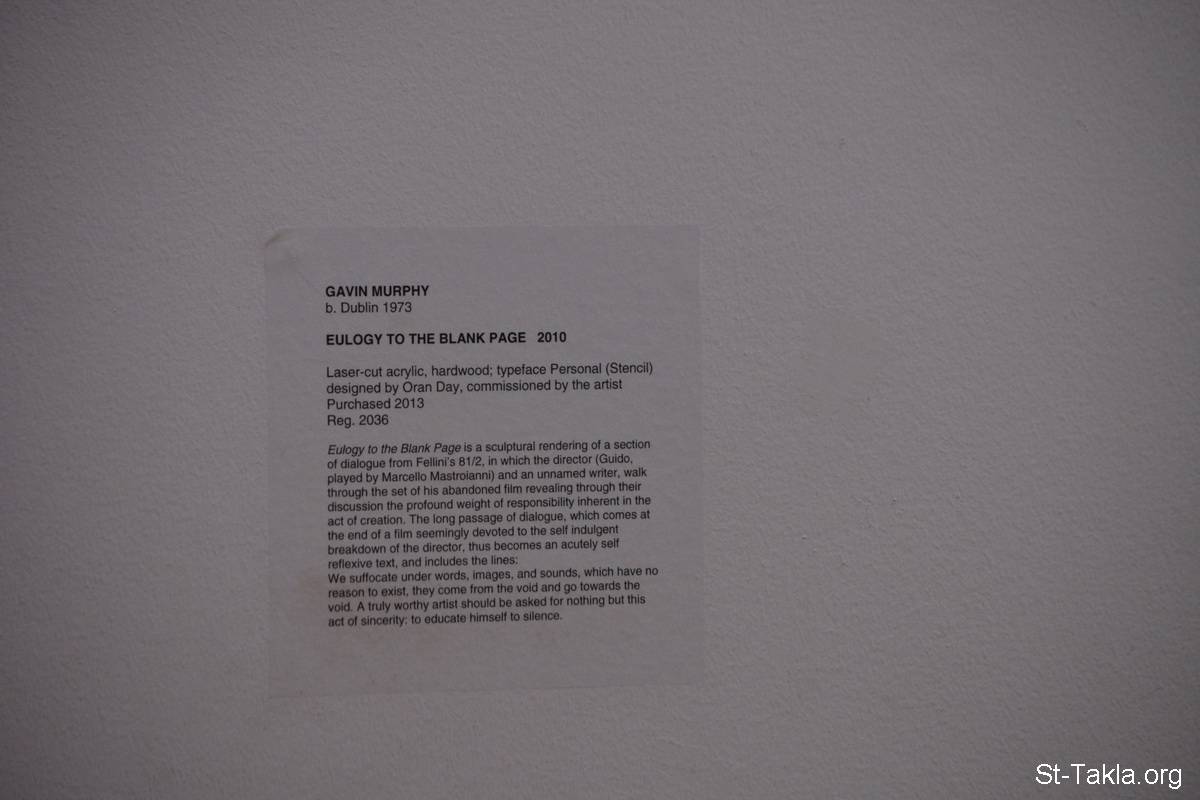 GAVIN MURPHY
b. Dublin 1973
EULOGY TO THE BLANK PAGE 2010
Laser-cut acrylic, hardwood; typeface Personal (Stencil)
designed by Oran Day, commissioned by the artist
Purchased 2013
Reg. 2036
Eulogy to the Blank Page is a sculptural rendering of a section
of dialogue from Fellini's 81/2, in which the director (Guido,
played by Marcello Mastroianni) and an unnamed writer, walk
through the set of his abandoned film revealing through their
discussion the profound weight of responsibility inherent in the
act of creation. The long passage of dialogue, which comes at
the end of a film seemingly devoted to the self indulgent
breakdown of the director, thus becomes an acutely self
reflexive text, and includes the lines:
We suffocate under words, images, and sounds, which have no
reason to exist, they come from the void and go towards the
void. A truly worthy artist should be asked for nothing but this
act of sincerity: to educate himself to silence.
St-Takla.org